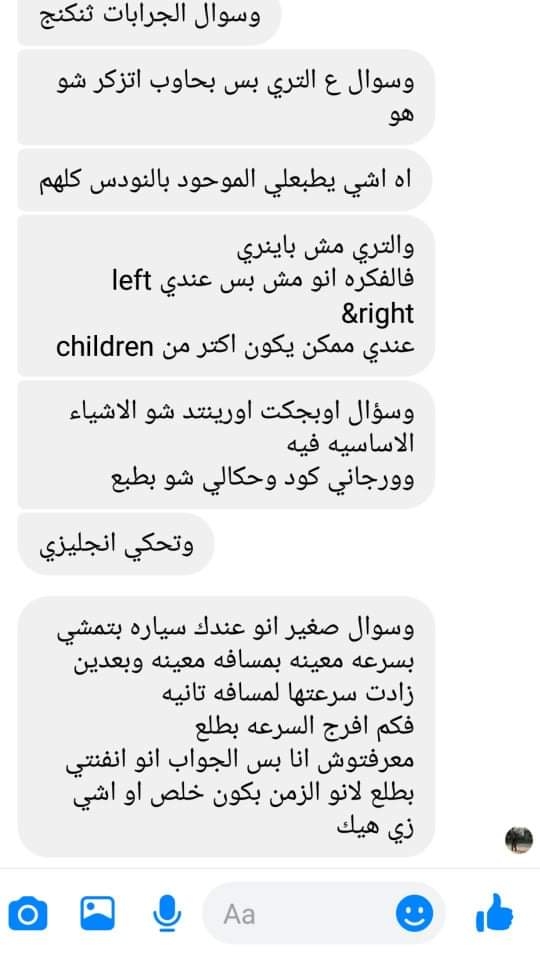 وسوال الجرابات ثنكنج
وسوال ع التري بس بحاوب اتزكر شو
هو
اه اشي يطبعلي الموحود بالنودس كلهم
والتري مش باينري
فالفكره انو مش بس عندي left
&right
عندي ممكن يكون اكتر من children
وسؤال اوبجكت اورينتد شو الاشياء
الاساسيه فيه
وورجاني كود وحكالي شو بطبع
وتحكي انجليزي
وسوال صغير انو عندك سياره بتمشي
بسرعه معينه بمسافه معينه وبعدين
زادت سرعتها لمسافه تانيه
فكم افرج السرعه بطلع
معرفتوش انا بس الجواب انو انفنتي
بطلع لانو الزمن بكون خلص او اشي
زي هيك
Aa